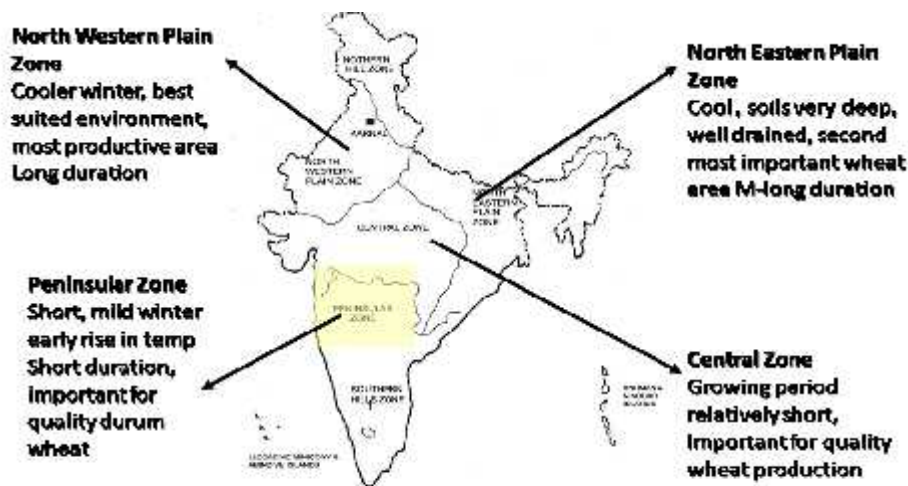 North Western Plain
Zone
Cooler winter, best
suited environment,
most productive area
Long duration
North Eastern Plain
Zone
Cool, soils very deep,
well drained, second
most important wheat
area M-long duration
NOTHERN
HILL ZONE
KARNAL
NORTH
WESTERN
PLAIN ZONE
NORTH
EASTERN
PLAIN
ZONE
CENTRAL ZONE
PENINSULAR
ZONE
SOUTHERN
HILLS ZONE
Peninsular Zone
Short, mild winter
early rise in temp
Short duration,
important for
quality durum
wheat
Central Zone
Growing period
relatively short,
Important for quality
wheat production